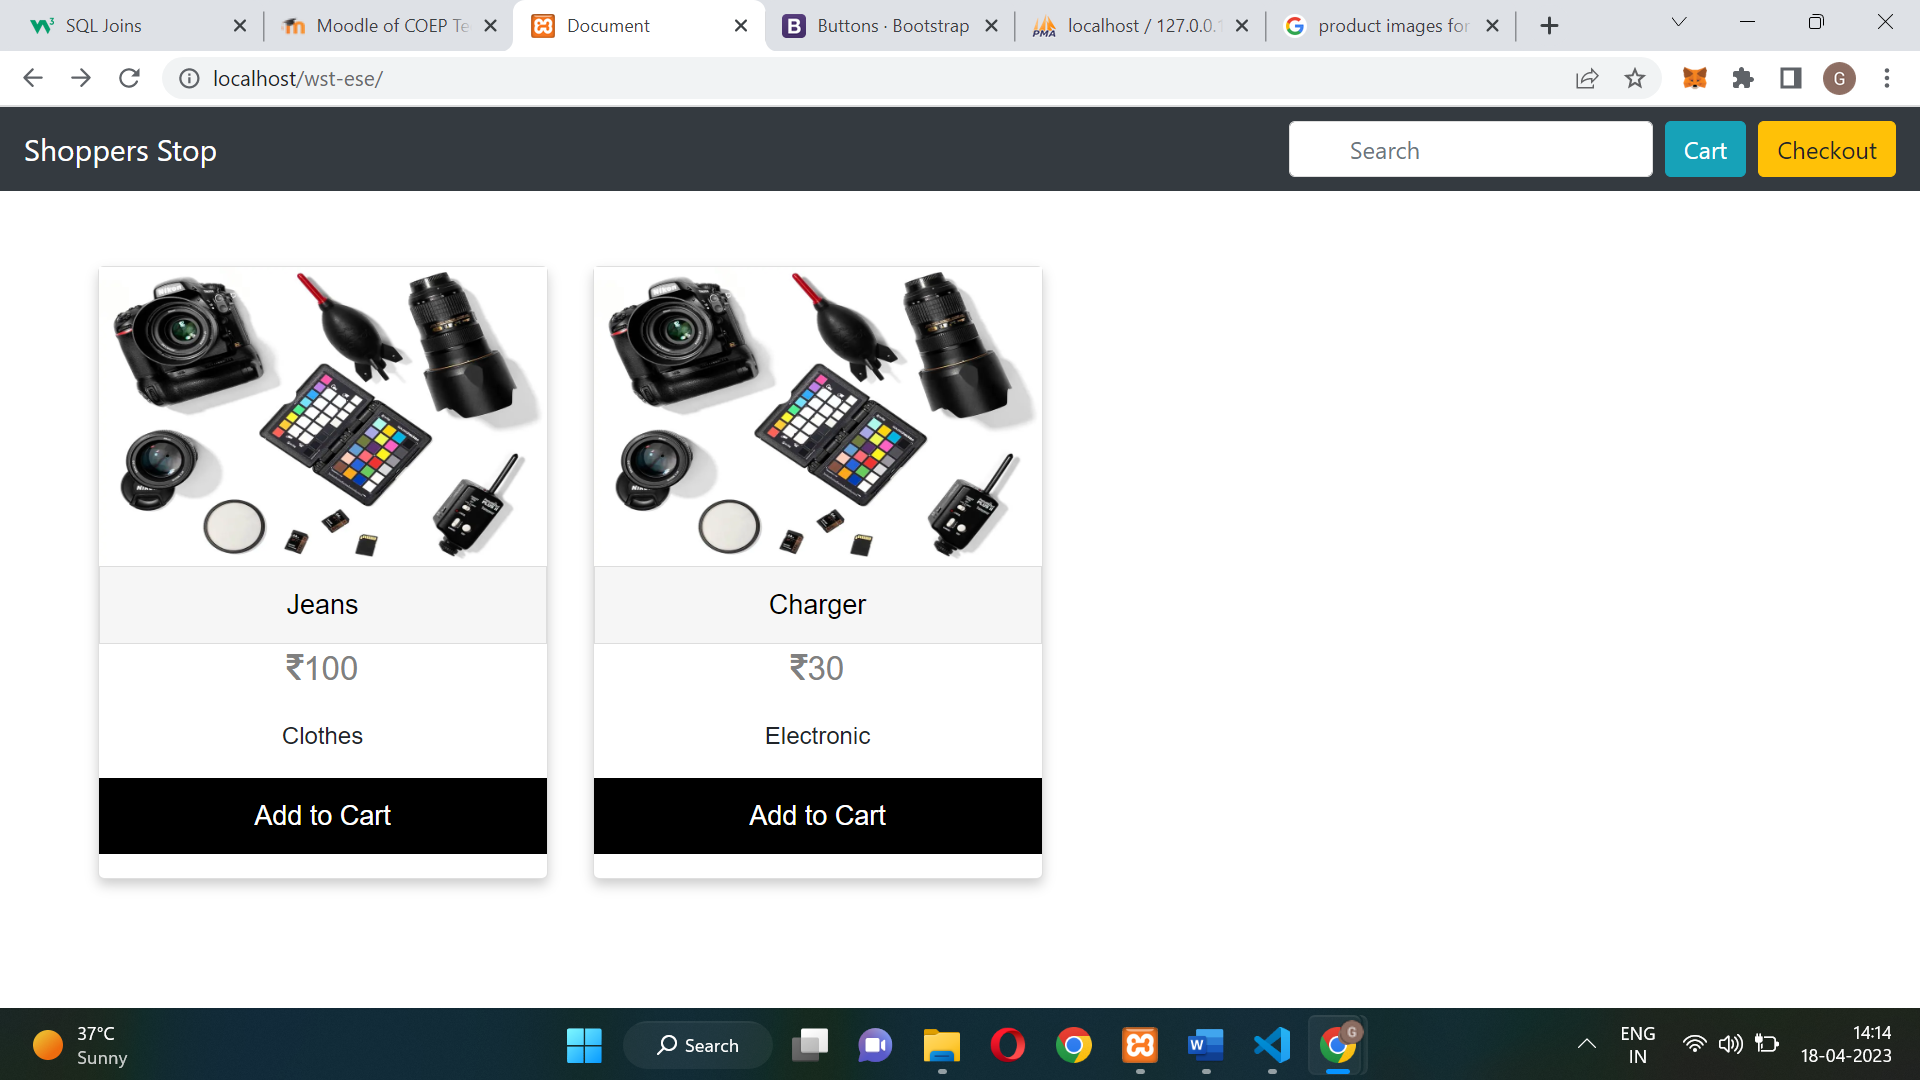 SQL Joins
Moodle of COEP Te
Document
Buttons · Bootstrap
PMA
localhost / 127.0.0.1
product images for
localhost/wst-ese/
G
Shoppers Stop
Search
Cart
Checkout
Jeans
Charger
₹100
₹30
Clothes
Electronic
Add to Cart
Add to Cart
37°C
Sunny
Search
G
ENG
IN
14:14
18-04-2023